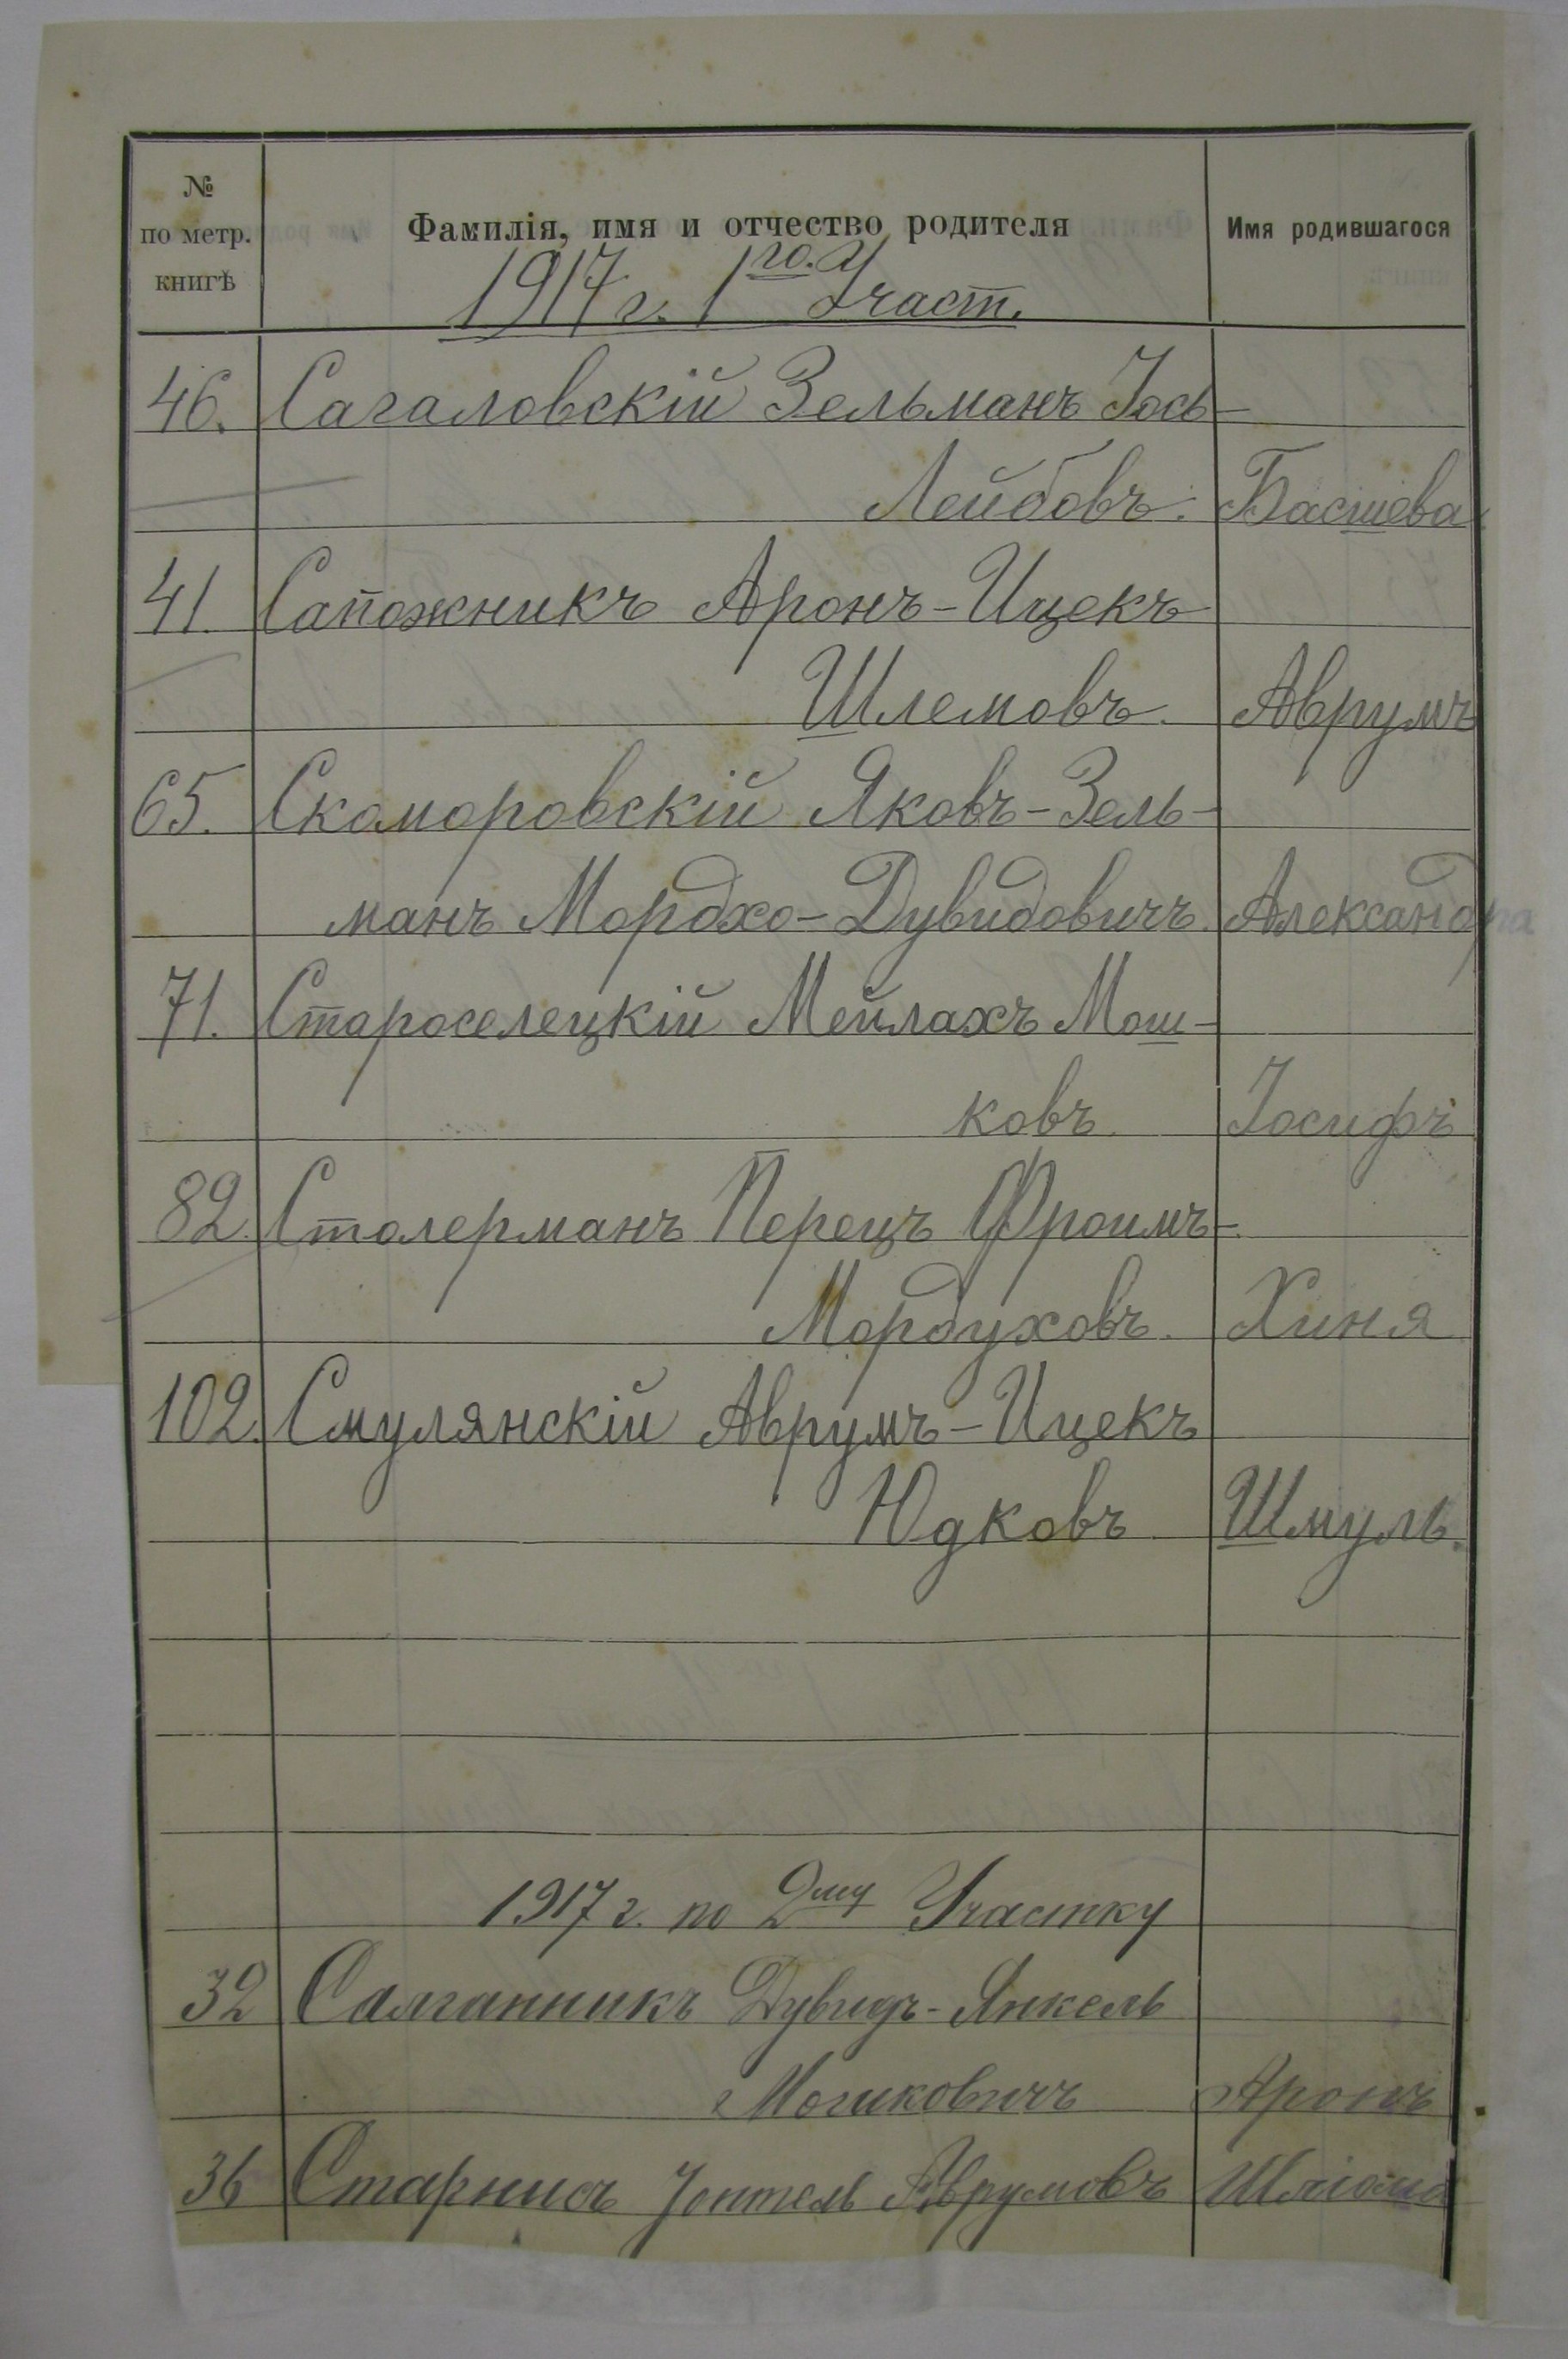 № по метр. книгѣ
Фамилія, имя и отчество родителя
Имя родившагося
1917 г. 1го. Участ.
46. Сагаловскій Зельманъ Іось-
Лейбовъ. Басшева.
41. Сапожникъ Аронъ-Ицекъ
Шлемовъ. Аврумъ
65. Скоморовскій Яковъ-Зель-
манъ Мордхо-Дувидовичъ. Александра
71. Староселецкій Мейлахъ Мош-
ковъ. Іосифъ
82. Столерманъ Перецъ Фроимъ-
Мордуховъ. Хиня
102. Смулянскій Аврумъ-Ицекъ
Юдковъ Шмуль.
1917 г. по 2му Участку
32 Салганникъ Дувидъ-Янкель
Мошковичъ Аронъ
36 Старнисъ Аврумовъ Шліома